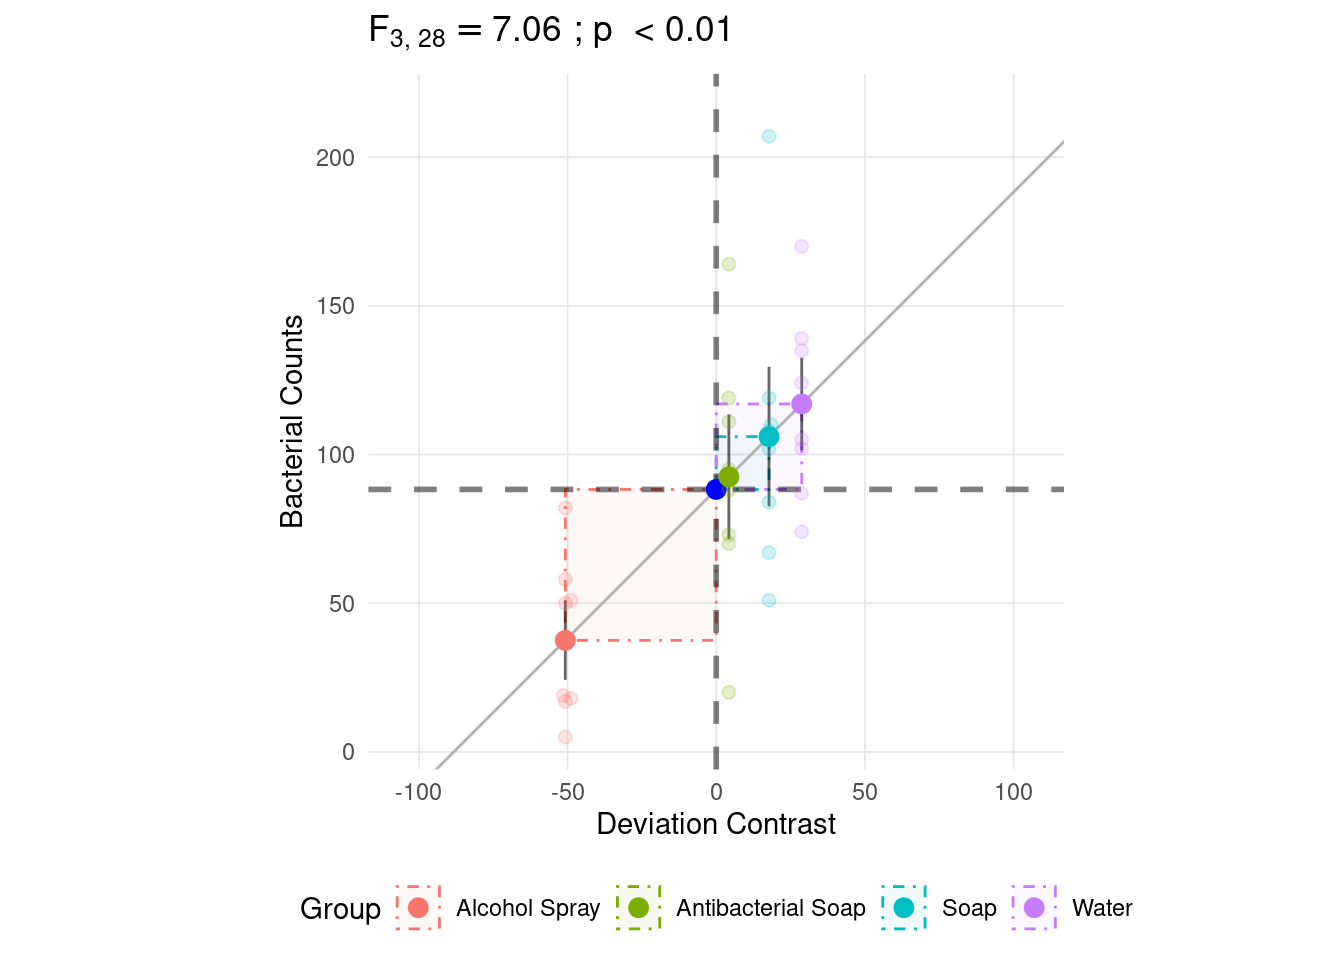 F3, 28 = 7.06 ; p < 0.01
Bacterial Counts
200
150
100
50
0
-100 -50 0 50 100
Deviation Contrast
Group Alcohol Spray Antibacterial Soap Soap Water